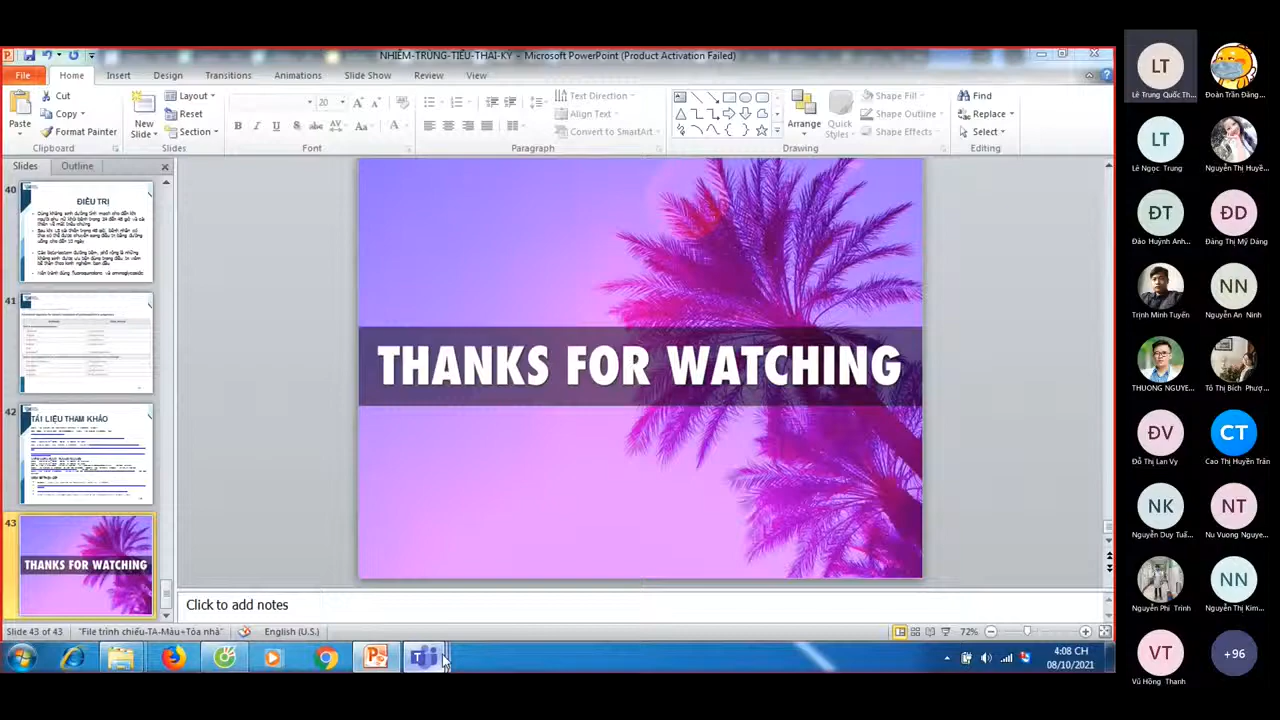 NHIỄM-TRÙNG-TIỂU-THAI-KỲ - Microsoft PowerPoint (Product Activation Failed)
File Home Insert Design Transitions Animations Slide Show Review View
Paste
Cut
Copy
Format Painter
Clipboard
New Slide
Layout
Reset
Section
Slides
20
Font
Paragraph
Text Direction
Align Text
Convert to SmartArt
Arrange
Quick Styles
Shape Fill
Shape Outline
Shape Effects
Drawing
Find
Replace
Select
Editing
Slides Outline
40
ĐIỀU TRỊ
41
42
TÀI LIỆU THAM KHẢO
43
THANKS FOR WATCHING
THANKS FOR WATCHING
Click to add notes
Slide 43 of 43
"File trình chiếu-TA-Màu+Tòa nhà"
English (U.S.)
72%
4:08 CH
08/10/2021
LT
Lê Trung Quốc Th...
Đoàn Trần Đăng...
LT
Lê Ngọc Trung
Nguyễn Thị Huyề...
ĐT
Đào Huỳnh Anh...
ĐD
Đặng Thị Mỹ Dáng
Trịnh Minh Tuyến
NN
Nguyễn An Ninh
THUONG NGUYE...
Tô Thị Bích Phượ...
ĐV
Đỗ Thị Lan Vy
CT
Cao Thị Huyền Trân
NK
Nguyễn Duy Tuấ...
NT
Nu Vuong Nguye...
Nguyễn Phi Trình
NN
Nguyễn Thị Kim...
VT
Vũ Hồng Thanh
+96